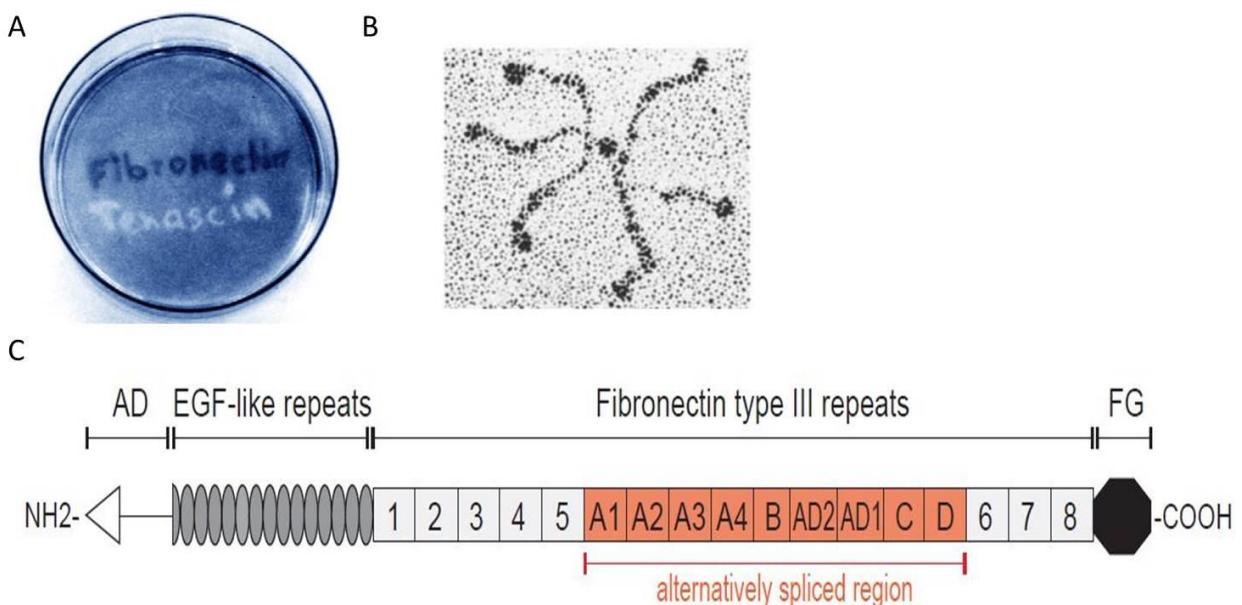 A
B
Fibronectin
Tenascin
C
AD EGF-like repeats Fibronectin type III repeats FG
NH2- 1 2 3 4 5 A1 A2 A3 A4 B AD2 AD1 C D 6 7 8 -COOH
alternatively spliced region